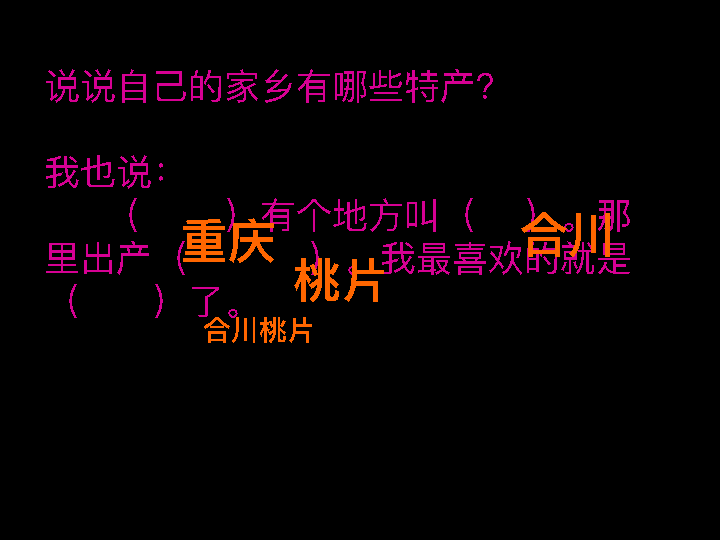 说说自己的家乡有哪些特产？
我也说：
（ ）有个地方叫（ ）。那
里出产（ ）。我最喜欢的就是
（ ）了。
重庆
合川
桃片
合川桃片